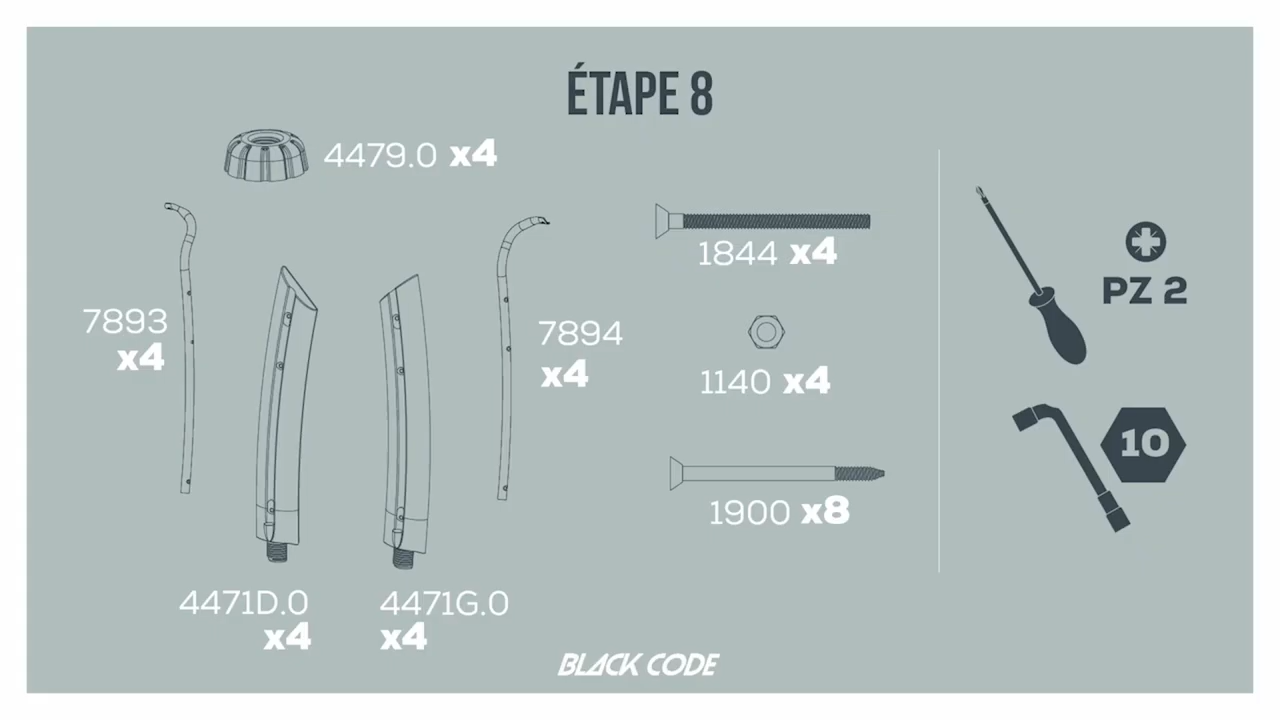 ÉTAPE 8
4479.0 x4
7893
x4
7894
x4
4471D.0
x4
4471G.0
x4
1844 x4
1140 x4
1900 x8
PZ 2
10
BLACK CODE